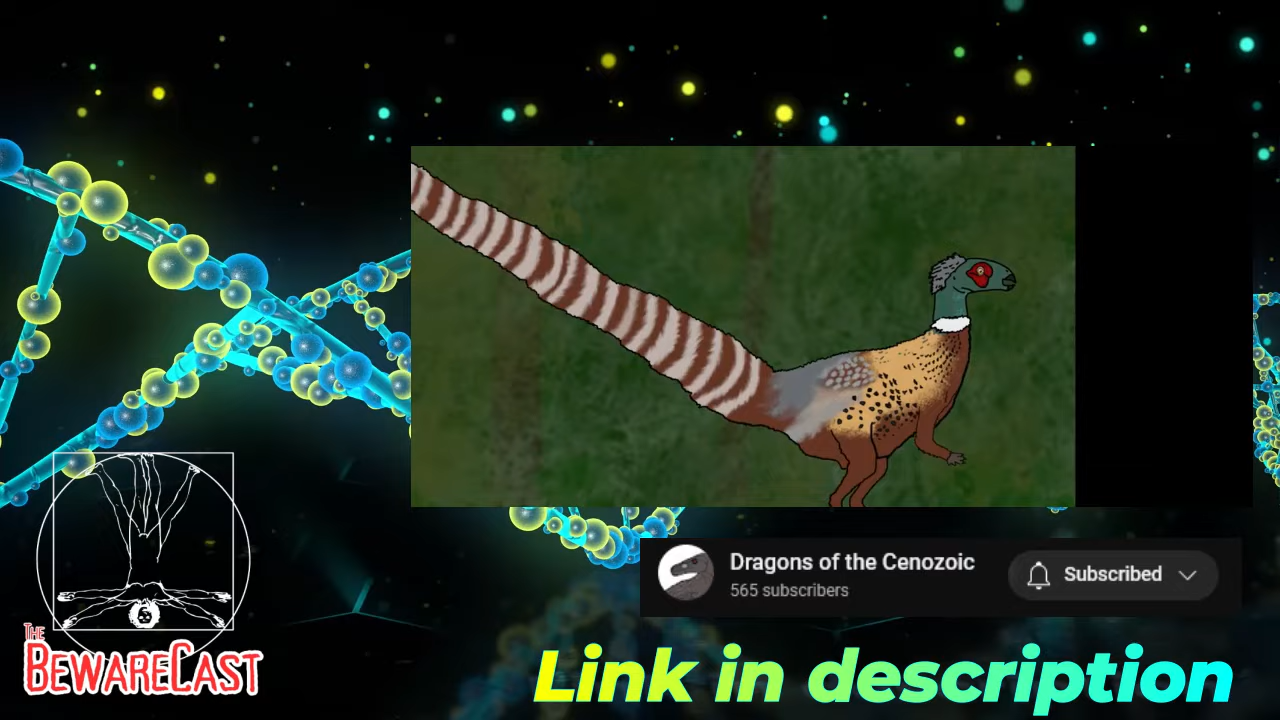 Dragons of the Cenozoic
565 subscribers
Subscribed
THE
BEWARECAST
Link in description